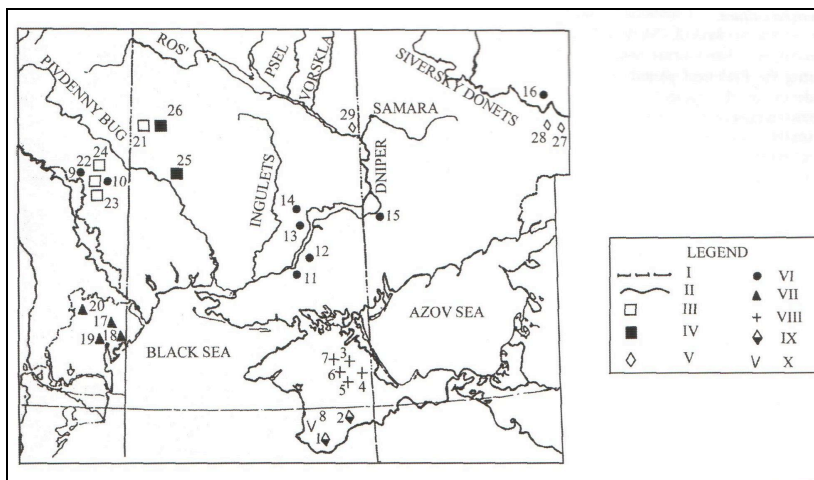 ROS'
PSEL
VORSKLA
SIVERSKY DONETS
PIVDENNY BUG
SAMARA
INGULETS
DNIPER
16
29
28
27
26
21
25
24
22
9
10
23
14
15
13
12
11
20
17
19
18
BLACK SEA
AZOV SEA
7
3
6
5
4
8
2
1
LEGEND
I
II
III
IV
V
VI
VII
VIII
IX
X